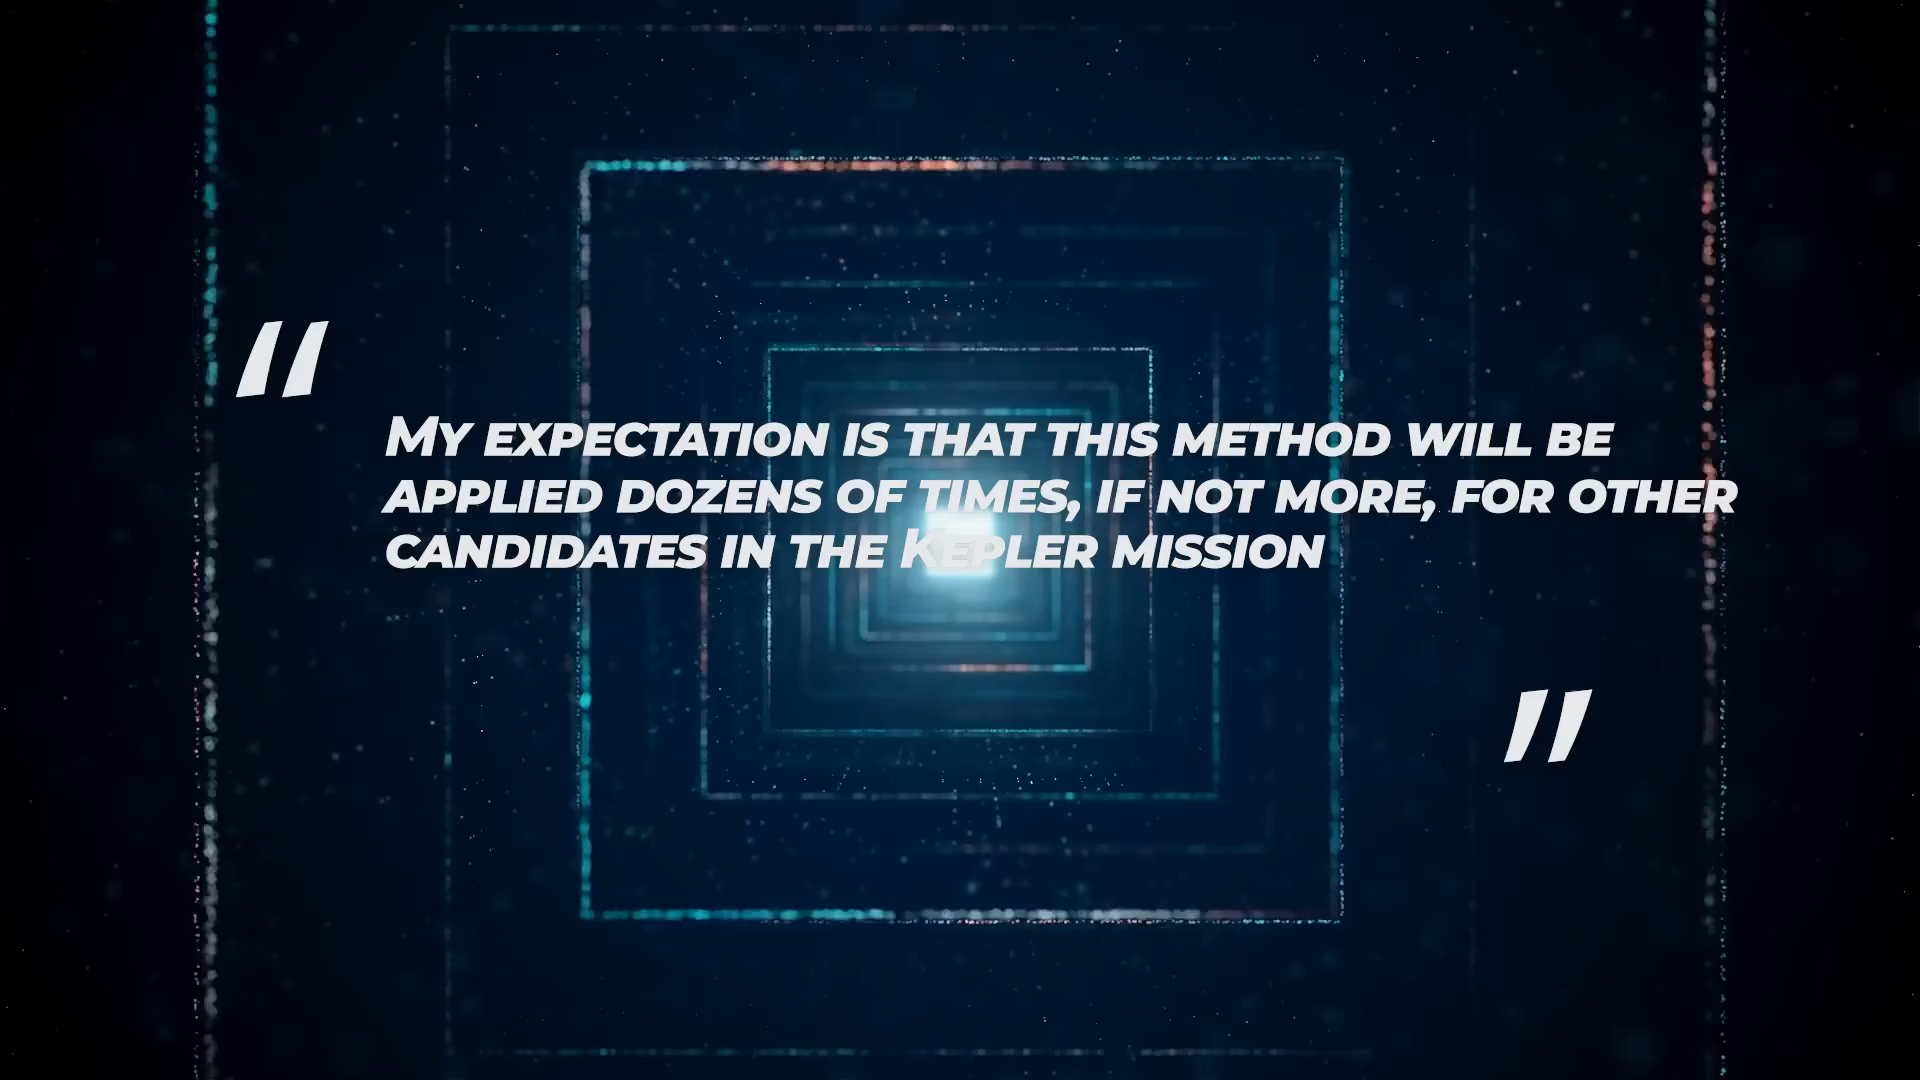 “
My expectation is that this method will be
applied dozens of times, if not more, for other
candidates in the Kepler mission
”